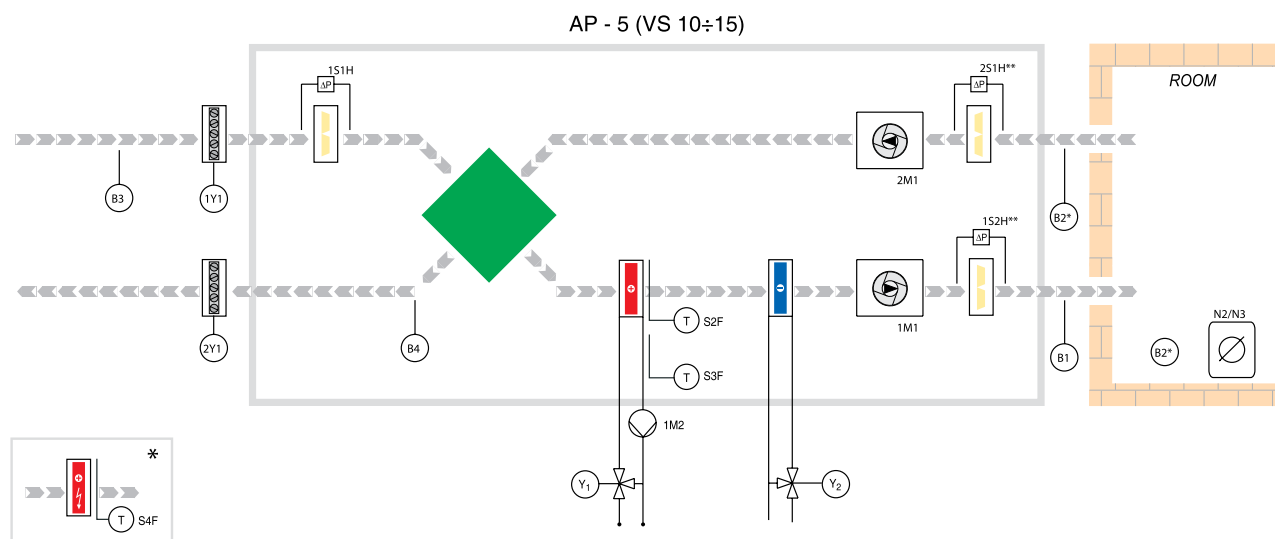 AP - 5 (VS 10÷15)
1S1H
ΔP
2S1H**
ΔP
ROOM
B3
1Y1
2M1
B2*
1S2H**
ΔP
2Y1
B4
T S2F
T S3F
1M1
B1
B2*
N2/N3
1M2
Y1
Y2
*
T S4F